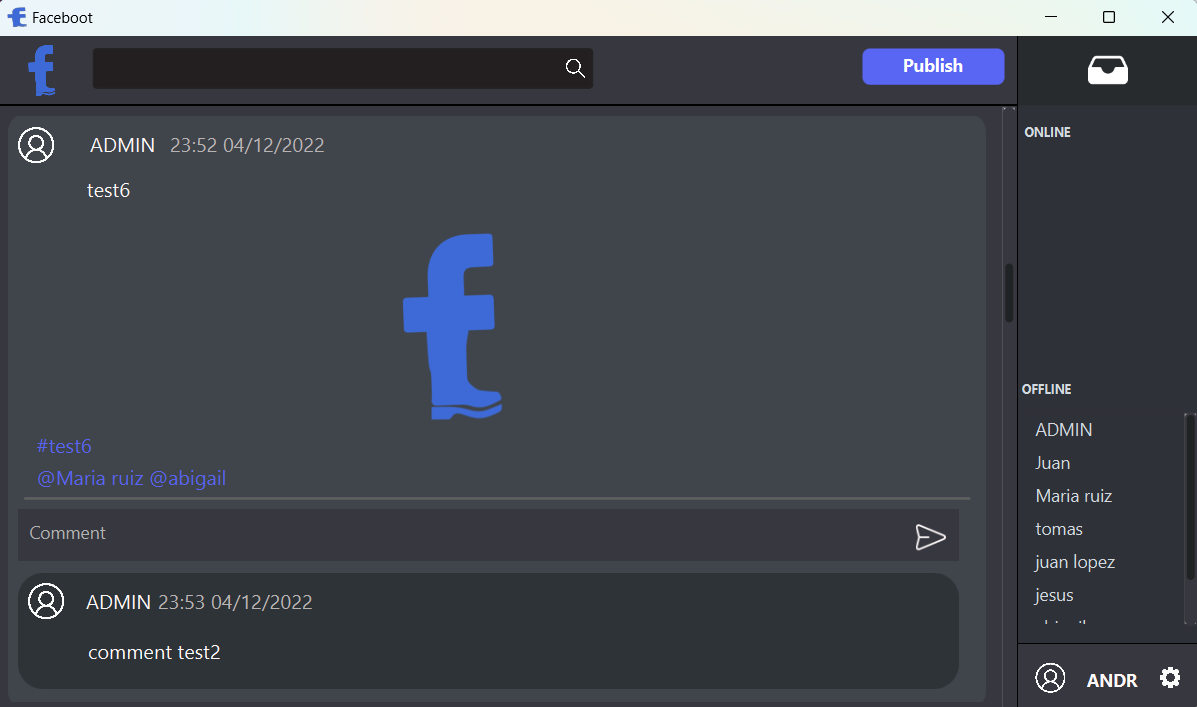 Faceboot
Publish
ADMIN 23:52 04/12/2022
test6
#test6
@Maria ruiz @abigail
Comment
ADMIN 23:53 04/12/2022
comment test2
ONLINE
OFFLINE
ADMIN
Juan
Maria ruiz
tomas
juan lopez
jesus
ANDR